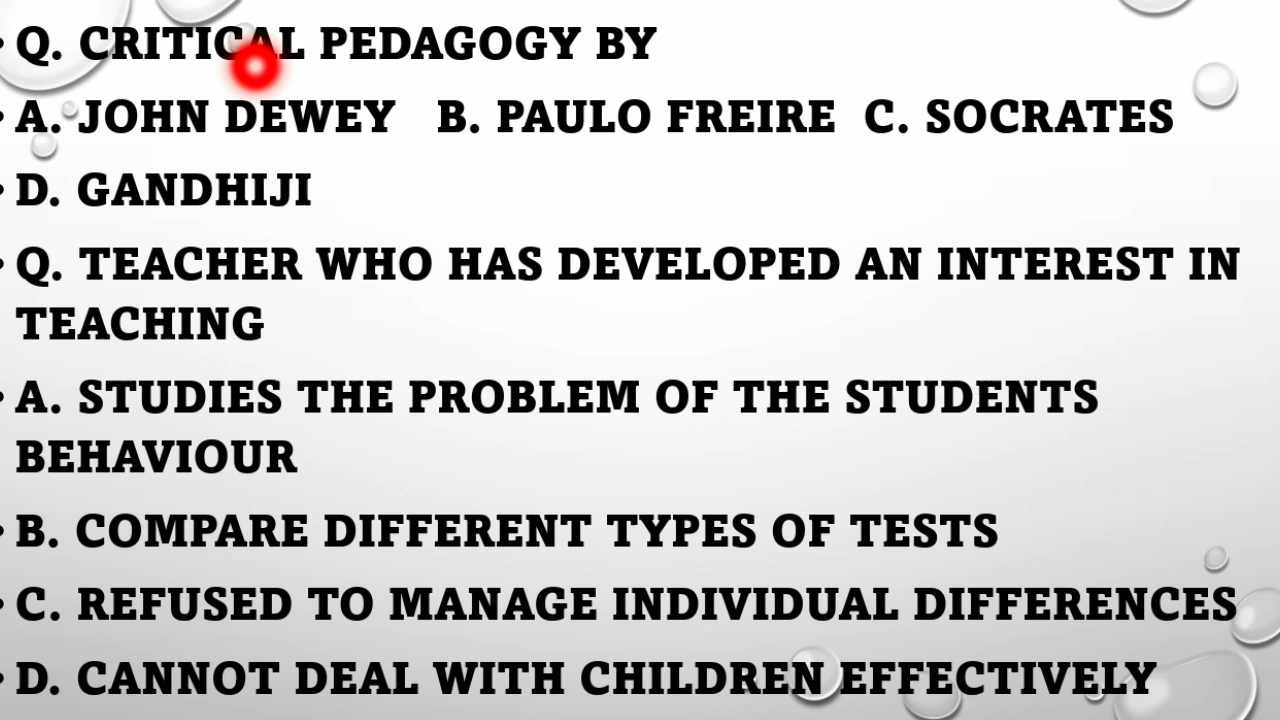 Q. CRITICAL PEDAGOGY BY
A. JOHN DEWEY B. PAULO FREIRE C. SOCRATES
D. GANDHIJI
Q. TEACHER WHO HAS DEVELOPED AN INTEREST IN
TEACHING
A. STUDIES THE PROBLEM OF THE STUDENTS
BEHAVIOUR
B. COMPARE DIFFERENT TYPES OF TESTS
C. REFUSED TO MANAGE INDIVIDUAL DIFFERENCES
D. CANNOT DEAL WITH CHILDREN EFFECTIVELY